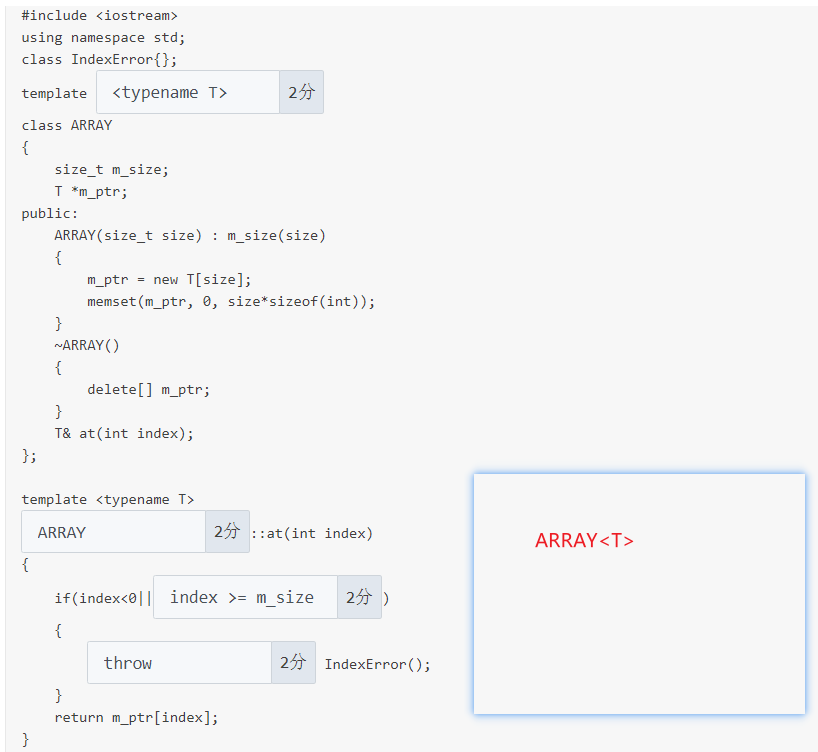 #include <iostream>
using namespace std;
class IndexError{};
template <typename T> 2分
class ARRAY
{
    size_t m_size;
    T *m_ptr;
public:
    ARRAY(size_t size) : m_size(size)
    {
        m_ptr = new T[size];
        memset(m_ptr, 0, size*sizeof(int));
    }
    ~ARRAY()
    {
        delete[] m_ptr;
    }
    T& at(int index);
};
template <typename T>
ARRAY 2分 ::at(int index)
ARRAY<T>
{
    if(index<0|| index >= m_size 2分 )
    {
        throw 2分 IndexError();
    }
    return m_ptr[index];
}